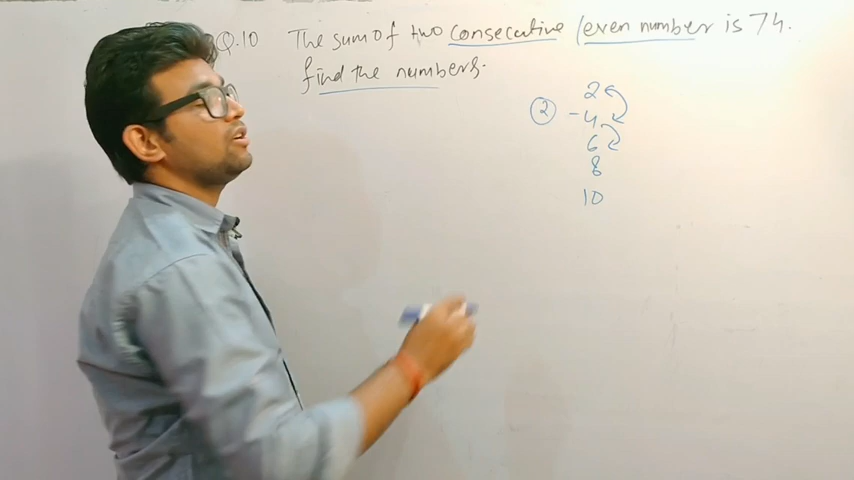 Q.10 The sum of two consecutive /even number is 74.
find the numbers.
2
② - 4
6
8
10